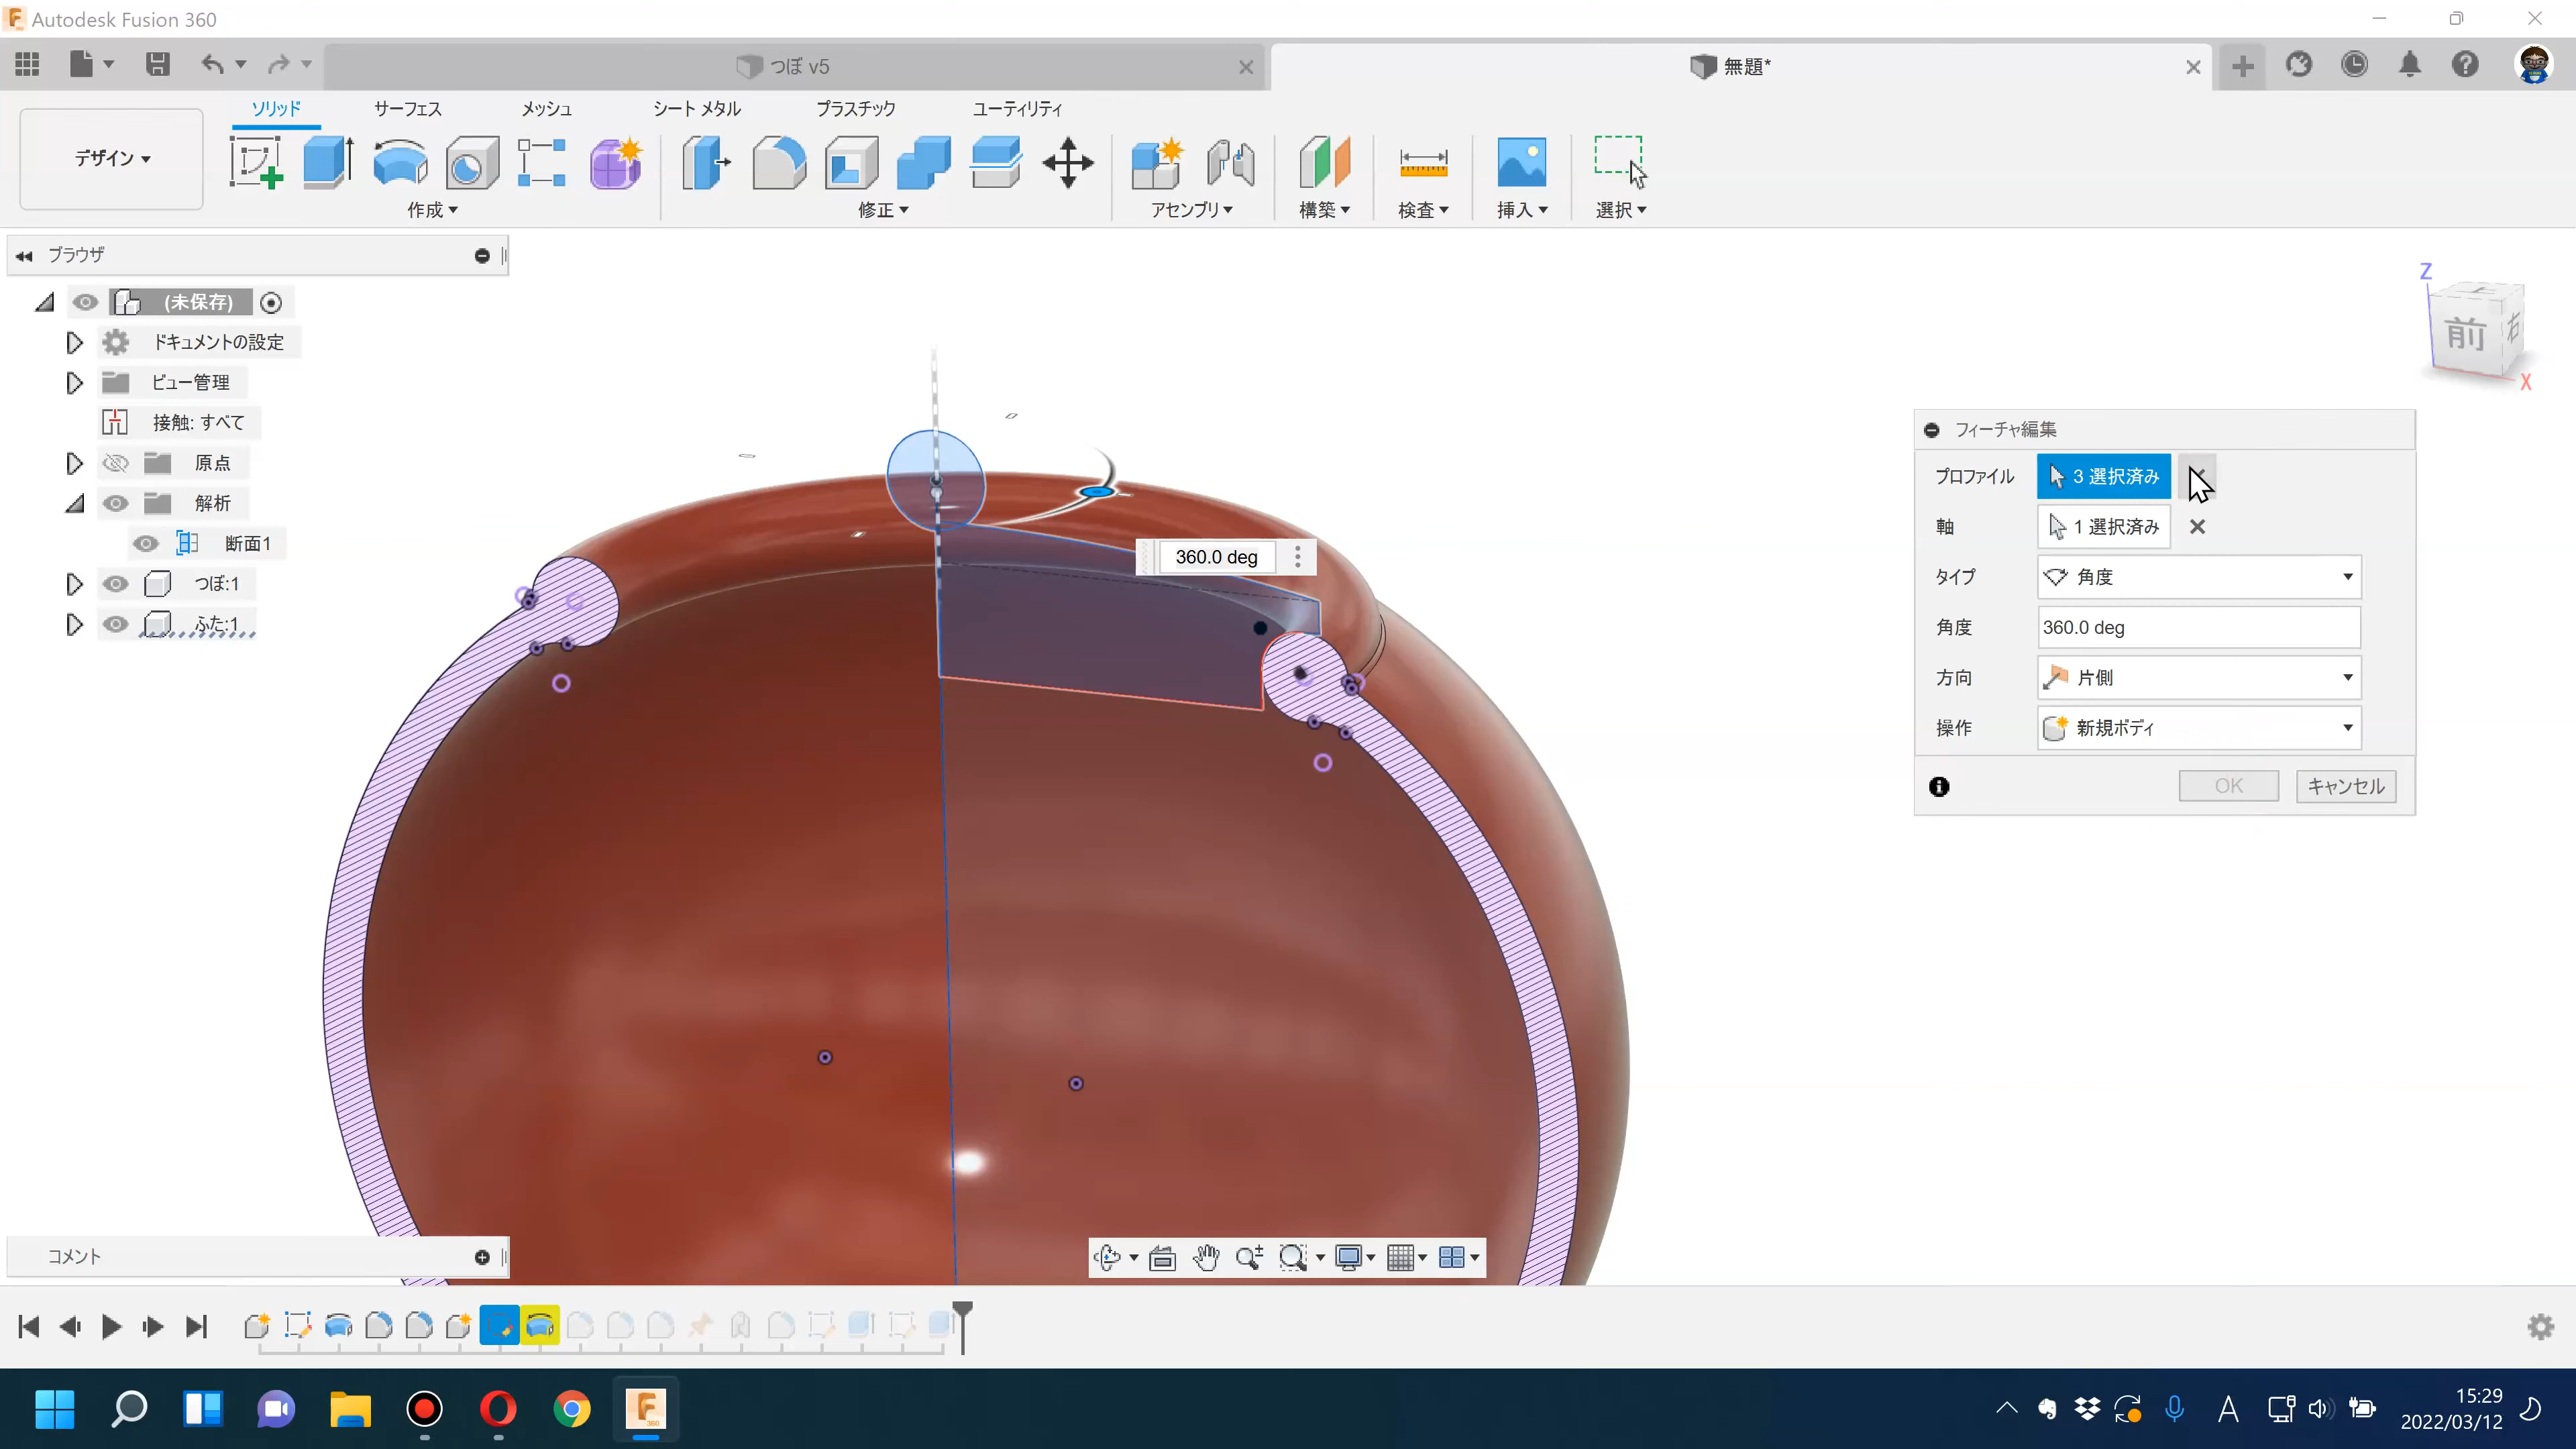 Autodesk Fusion 360
つぼ v5
無題*
ソリッド
サーフェス
メッシュ
シート メタル
プラスチック
ユーティリティ
デザイン
作成
修正
アセンブリ
構築
検査
挿入
選択
ブラウザ
(未保存)
ドキュメントの設定
ビュー管理
接触: すべて
原点
解析
断面1
つぼ:1
ふた:1
Z
前
右
X
360.0 deg
フィーチャ編集
プロファイル
3 選択済み
軸
1 選択済み
タイプ
角度
角度
360.0 deg
方向
片側
操作
新規ボディ
OK
キャンセル
コメント
A
15:29
2022/03/12